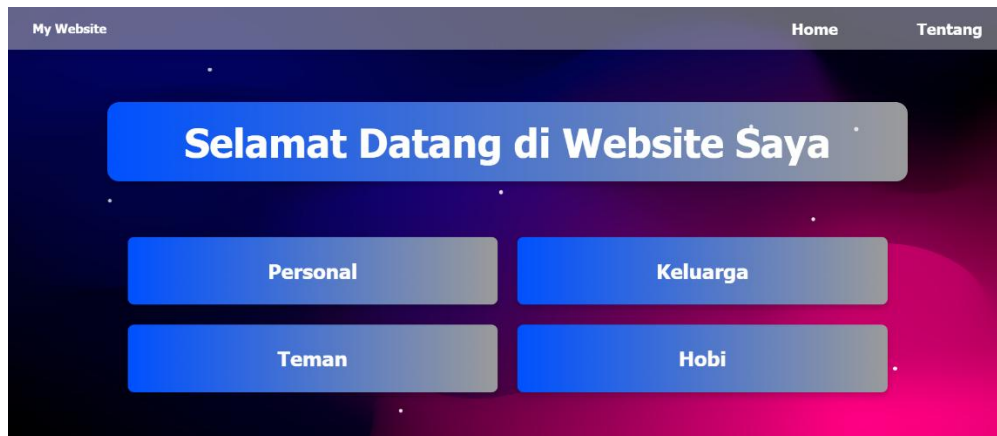 My Website Home Tentang
Selamat Datang di Website Saya
Personal Keluarga
Teman Hobi